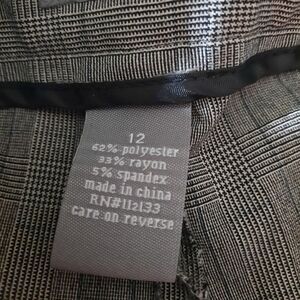 12
62% polyester
33% rayon
5% spandex
made in china
RN#112133
care on reverse